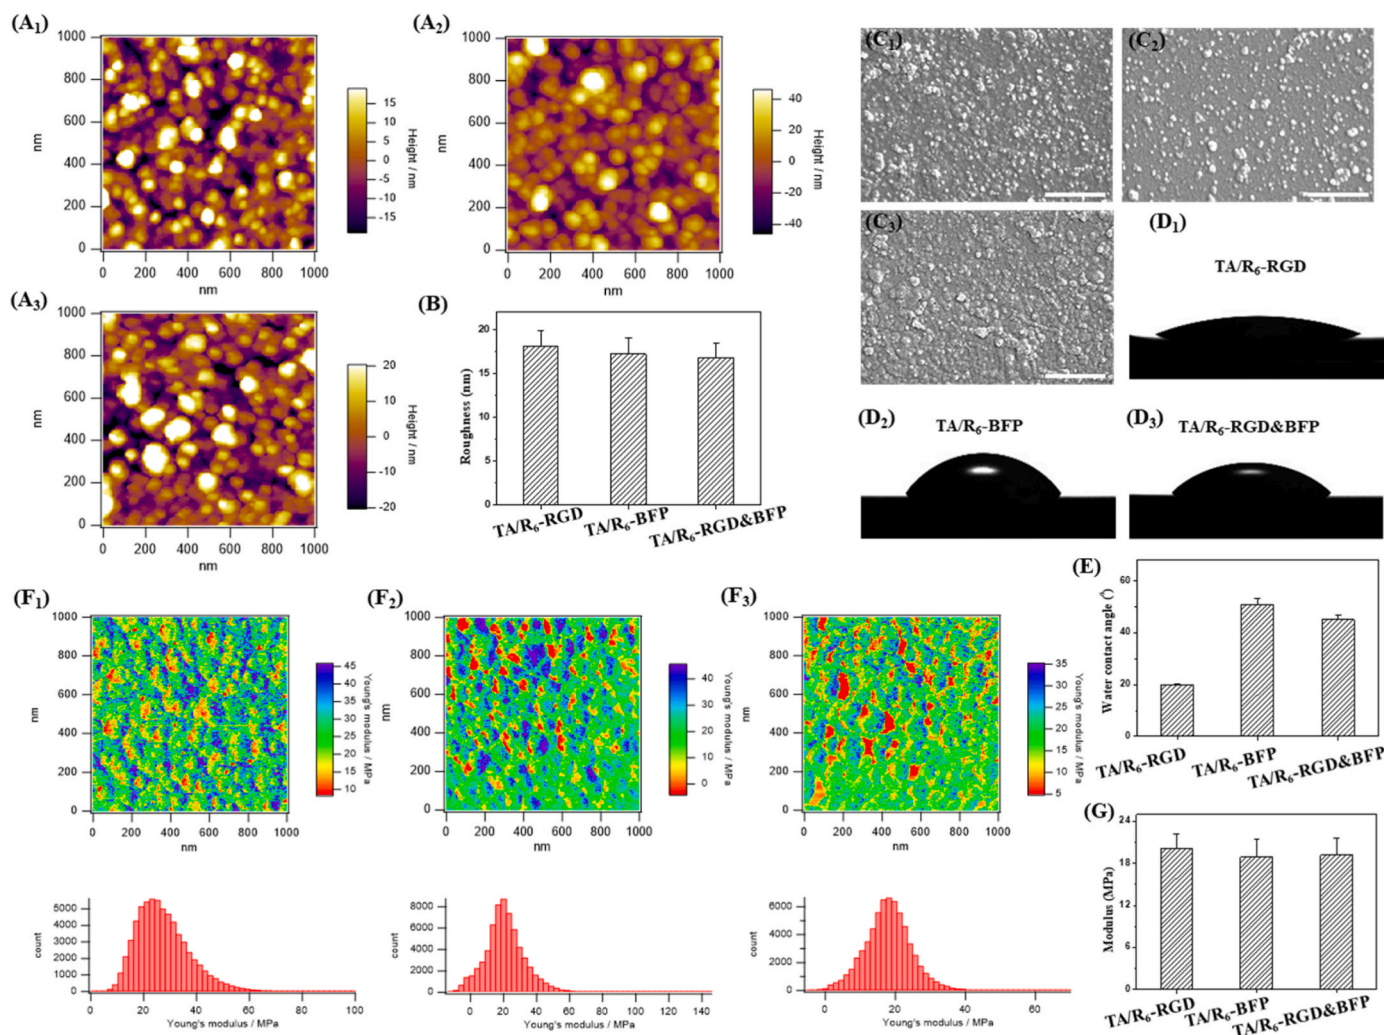 (A₁)
1000
800
600
400
200
0
nm
0 200 400 600 800 1000
nm
15
10
5
0
-5
-10
-15
Height / nm
(A₂)
1000
800
600
400
200
0
nm
0 200 400 600 800 1000
nm
40
20
0
-20
-40
Height / nm
(C₁)
(C₂)
(A₃)
1000
800
600
400
200
0
nm
0 200 400 600 800 1000
nm
20
10
0
-10
-20
Height / nm
(B)
20
15
10
5
0
Roughness (nm)
TA/R₆-RGD
TA/R₆-BFP
TA/R₆-RGD&BFP
(C₃)
(D₁)
TA/R₆-RGD
(D₂)
TA/R₆-BFP
(D₃)
TA/R₆-RGD&BFP
(E)
60
40
20
0
Water contact angle (°)
TA/R₆-RGD
TA/R₆-BFP
TA/R₆-RGD&BFP
(F₁)
1000
800
600
400
200
0
nm
0 200 400 600 800 1000
nm
45
40
35
30
25
20
15
10
Young's modulus / MPa
(F₂)
1000
800
600
400
200
0
nm
0 200 400 600 800 1000
nm
40
30
20
10
0
Young's modulus / MPa
(F₃)
1000
800
600
400
200
0
nm
0 200 400 600 800 1000
nm
35
30
25
20
15
10
5
Young's modulus / MPa
5000
4000
3000
2000
1000
0
count
0 20 40 60 80 100
Young's modulus / MPa
8000
6000
4000
2000
0
count
0 20 40 60 80 100 120 140
Young's modulus / MPa
6000
4000
2000
0
count
0 20 40 60
Young's modulus / MPa
(G)
24
18
12
6
0
Modulus (MPa)
TA/R₆-RGD
TA/R₆-BFP
TA/R₆-RGD&BFP